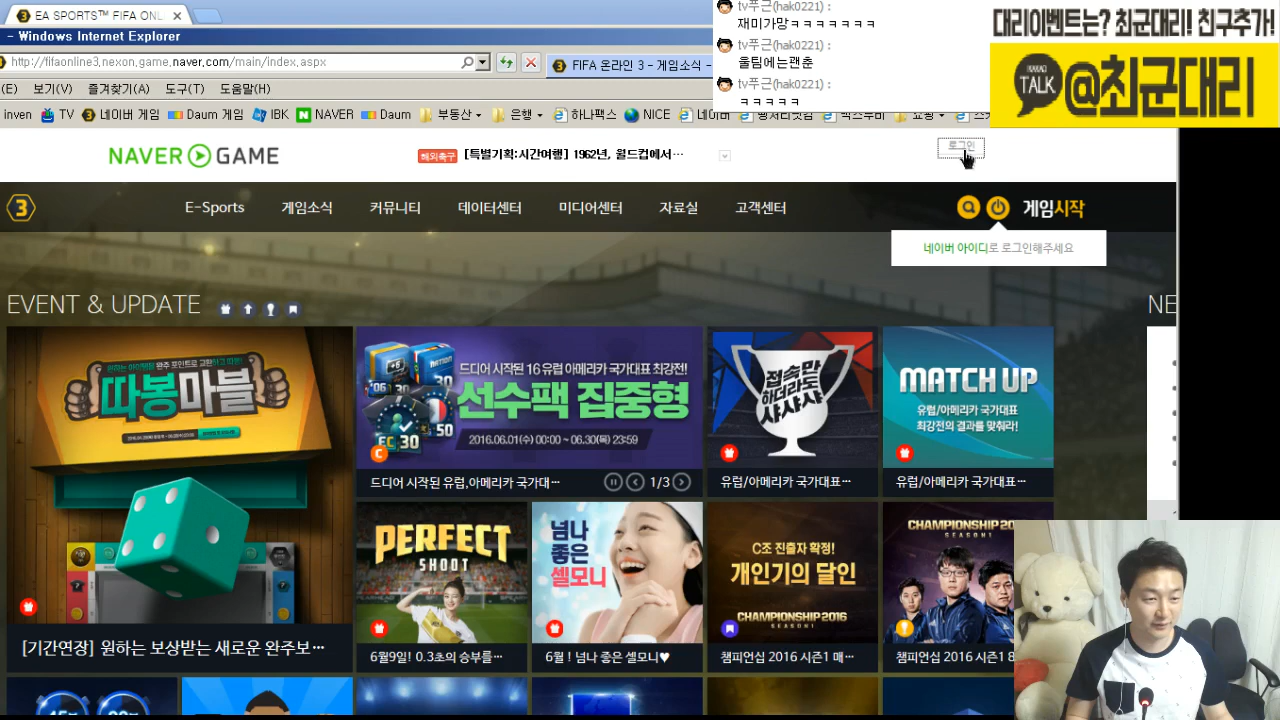 EA SPORTS™ FIFA ONL
- Windows Internet Explorer
http://fifaonline3.nexon.game.naver.com/main/index.aspx
FIFA 온라인 3 - 게임소식 -
(E) 보기(V) 즐겨찾기(A) 도구(T) 도움말(H)
inven TV 네이버 게임 Daum 게임 IBK NAVER Daum 부동사 은행 하나팩스 NICE
tv푸근(hak0221) :
재미가망ㅋㅋㅋㅋㅋㅋㅋ
tv푸근(hak0221) :
올팀에는괜춘
tv푸근(hak0221) :
ㅋㅋㅋㅋㅋ
대리이벤트는? 최군대리! 친구추가!
KAKAO
TALK
@최군대리
NAVER GAME
해외축구 [특별기획:시간여행] 1962년, 월드컵에서…
로그인
3 E-Sports 게임소식 커뮤니티 데이터센터 미디어센터 자료실 고객센터 게임시작
네이버 아이디로 로그인해주세요
EVENT & UPDATE
NE
따봉마블
[기간연장] 원하는 보상받는 새로운 완주보…
드디어 시작된 16 유럽 아메리카 국가대표 최강전!
선수팩 집중형
2016.06.01(수) 00:00 ~ 06.30(목) 23:59
드디어 시작된 유럽,아메리카 국가대…
1/3
접속만
하더라도
샤샤샤
유럽/아메리카 국가대표…
MATCH UP
유럽/아메리카 국가대표
최강전의 결과를 맞춰라!
유럽/아메리카 국가대표…
PERFECT
SHOOT
6월9일! 0.3초의 승부를…
넘나
좋은
셀모니
6월 ! 넘나 좋은 셀모니♥
C조 진출자 확정!
개인기의 달인
CHAMPIONSHIP 2016
SEASON1
챔피언십 2016 시즌1 매…
CHAMPIONSHIP 20
SEASON1
챔피언십 2016 시즌1 8